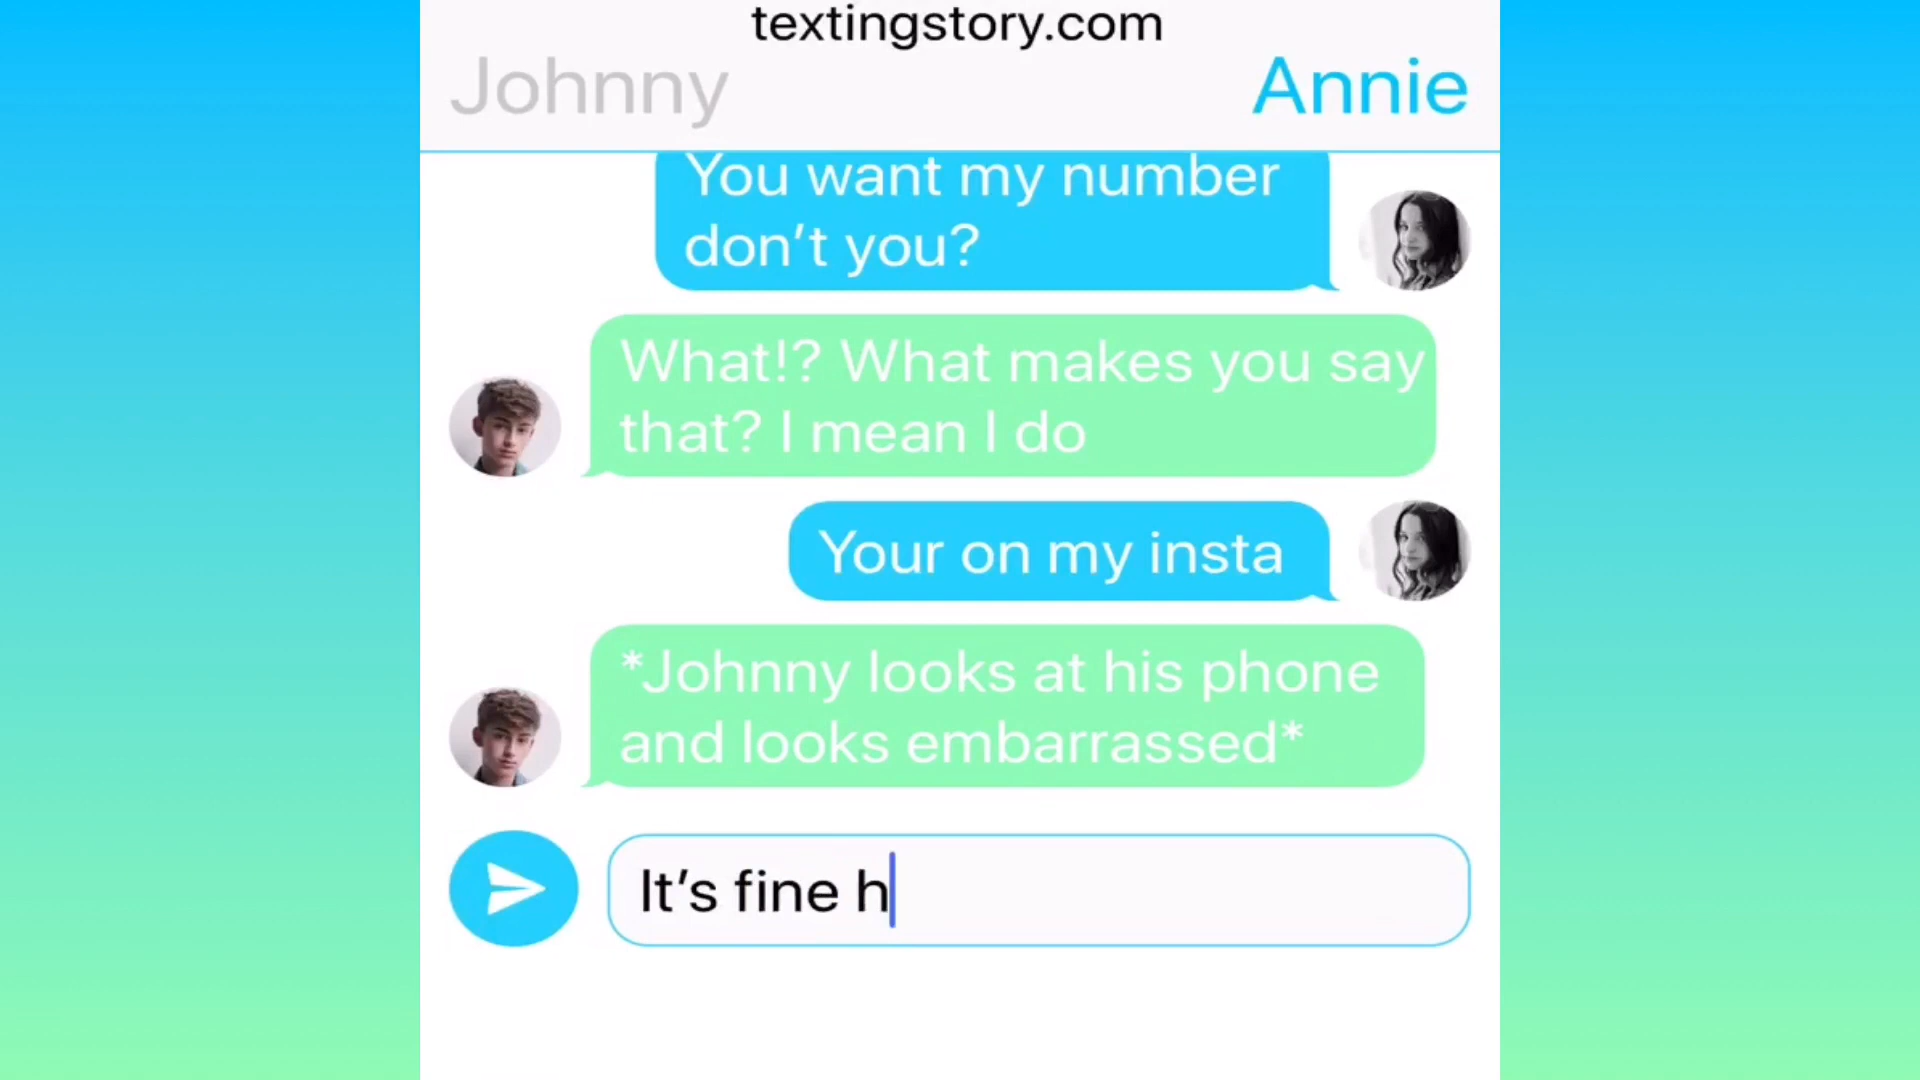 textingstory.com
Johnny
Annie
You want my number
don’t you?
What!? What makes you say
that? I mean I do
Your on my insta
*Johnny looks at his phone
and looks embarrassed*
It’s fine h